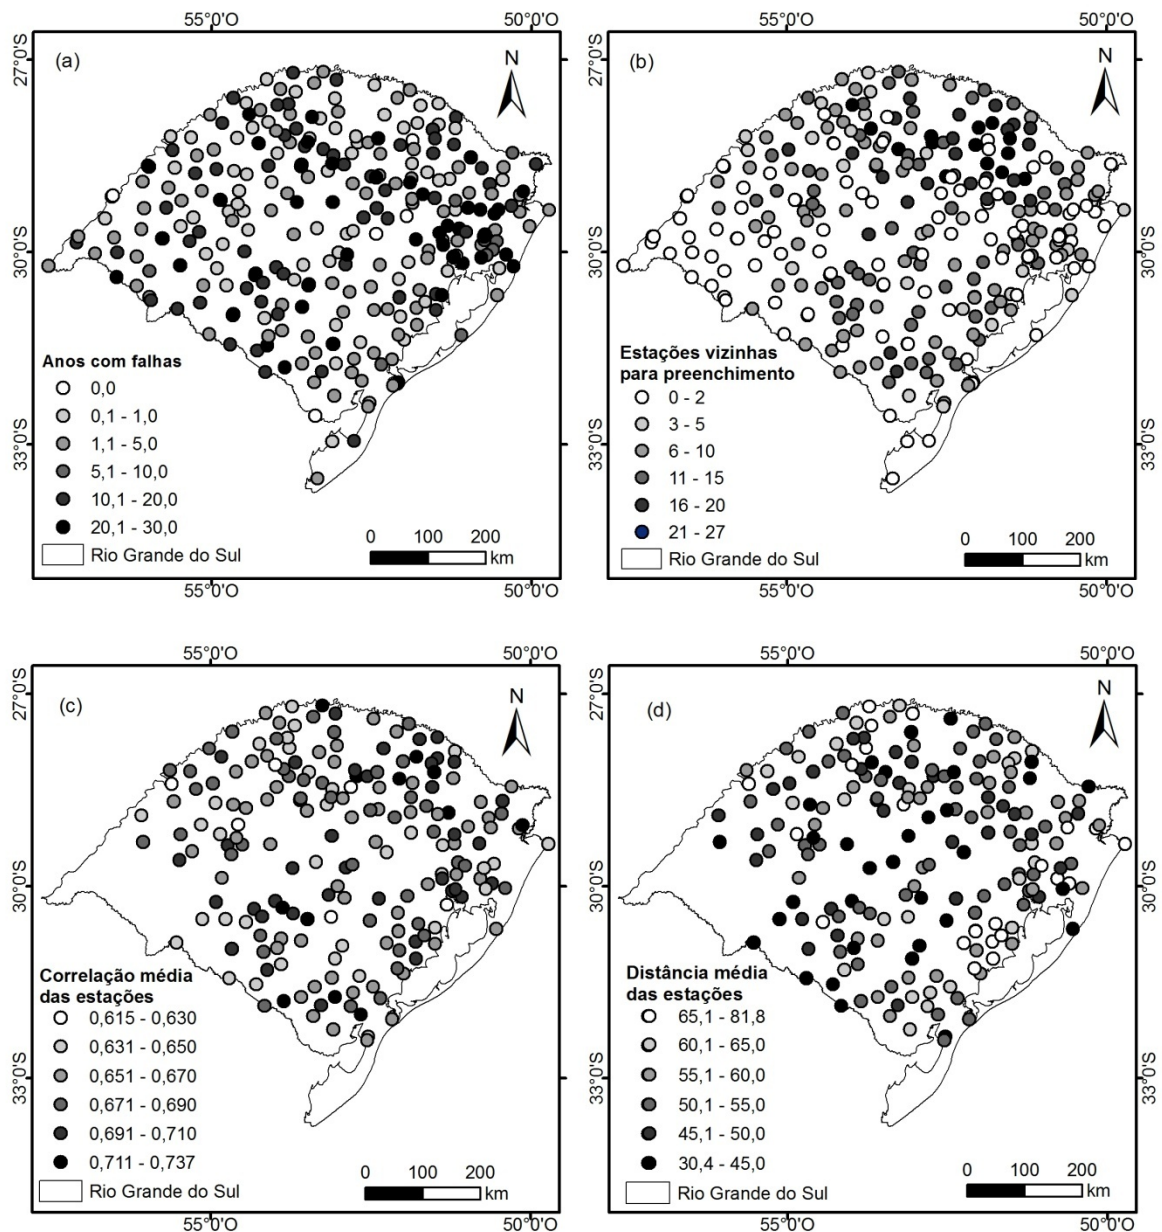 55°0'O
50°0'O
27°0'S
(a)
N
30°0'S
Anos com falhas
0,0
0,1 - 1,0
1,1 - 5,0
5,1 - 10,0
10,1 - 20,0
20,1 - 30,0
Rio Grande do Sul
33°0'S
0 100 200
km
55°0'O
50°0'O
55°0'O
50°0'O
27°0'S
(b)
N
30°0'S
Estações vizinhas
para preenchimento
0 - 2
3 - 5
6 - 10
11 - 15
16 - 20
21 - 27
Rio Grande do Sul
33°0'S
0 100 200
km
55°0'O
50°0'O
55°0'O
50°0'O
27°0'S
(c)
N
30°0'S
Correlação média
das estações
0,615 - 0,630
0,631 - 0,650
0,651 - 0,670
0,671 - 0,690
0,691 - 0,710
0,711 - 0,737
Rio Grande do Sul
33°0'S
0 100 200
km
55°0'O
50°0'O
55°0'O
50°0'O
27°0'S
(d)
N
30°0'S
Distância média
das estações
65,1 - 81,8
60,1 - 65,0
55,1 - 60,0
50,1 - 55,0
45,1 - 50,0
30,4 - 45,0
Rio Grande do Sul
33°0'S
0 100 200
km
55°0'O
50°0'O